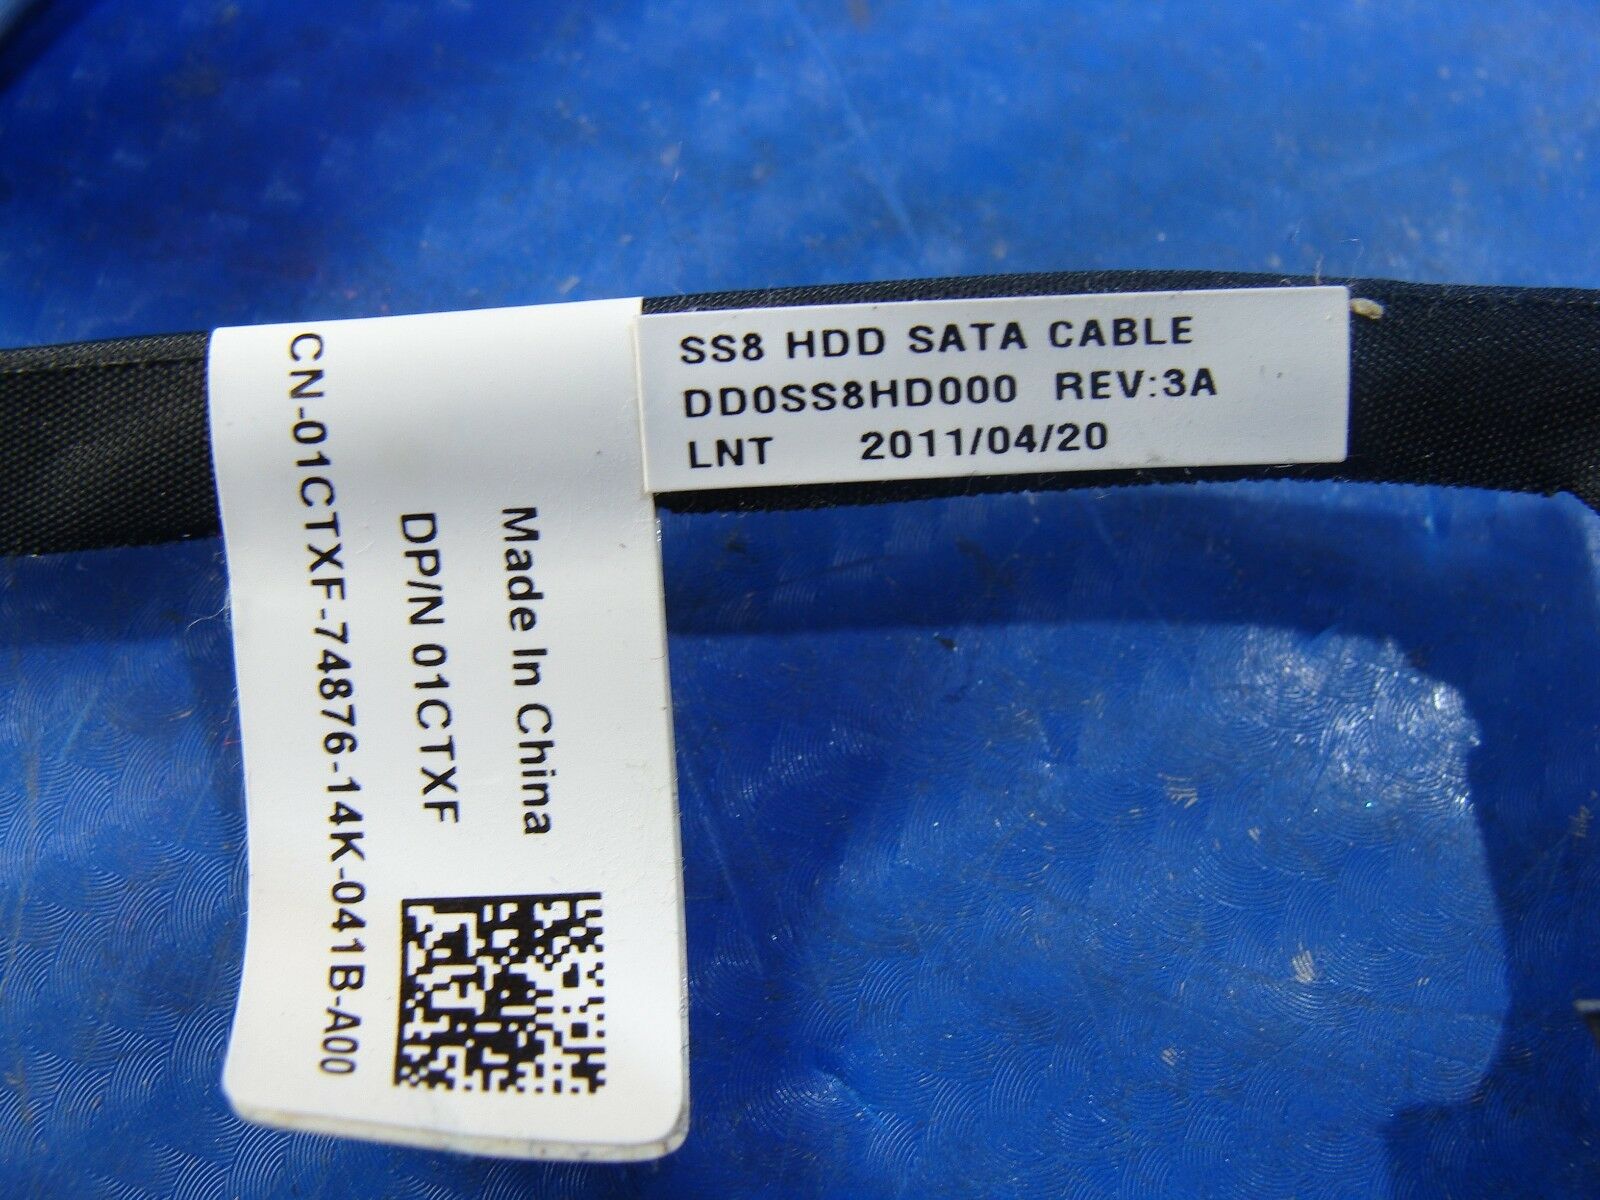 SS8 HDD SATA CABLE
DD0SS8HD000 REV:3A
LNT 2011/04/20
Made In China
DP/N 01CTXF
CN-01CTXF-74876-14K-041B-A00